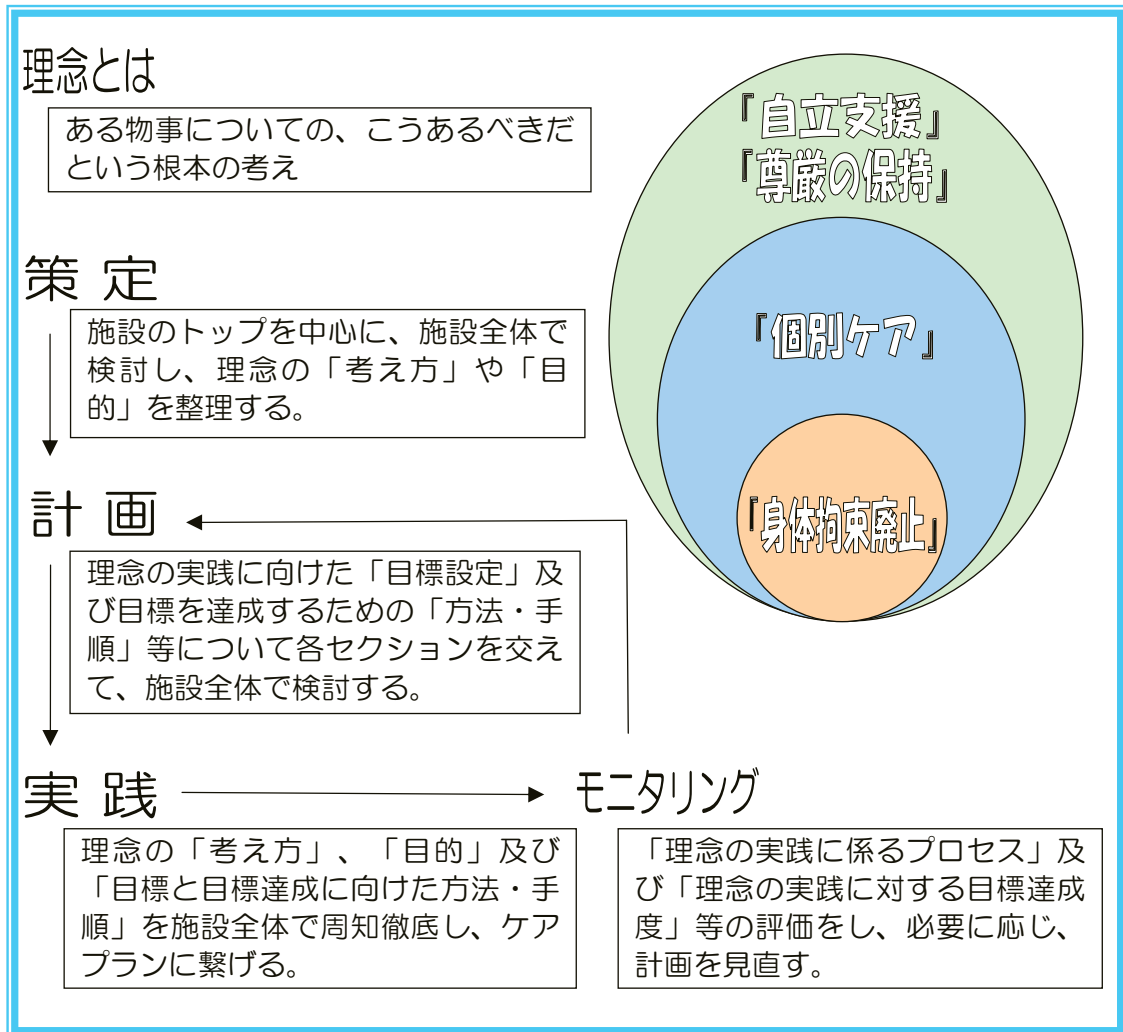 理念とは
ある物事についての、こうあるべきだ
という根本の考え
策定
施設のトップを中心に、施設全体で
検討し、理念の「考え方」や「目
的」を整理する。
計画
理念の実践に向けた「目標設定」及
び目標を達成するための「方法・手
順」等について各セクションを交え
て、施設全体で検討する。
実践
理念の「考え方」、「目的」及び
「目標と目標達成に向けた方法・手
順」を施設全体で周知徹底し、ケア
プランに繋げる。
モニタリング
「理念の実践に係るプロセス」及
び「理念の実践に対する目標達成
度」等の評価をし、必要に応じ、
計画を見直す。
『自立支援』
『尊厳の保持』
『個別ケア』
『身体拘束廃止』